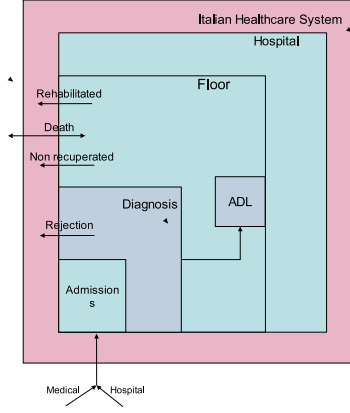 Italian Healthcare System
Hospital
Floor
Rehabilitated
Death
Non recuperated
Diagnosis
ADL
Rejection
Admission
s
Medical
Hospital